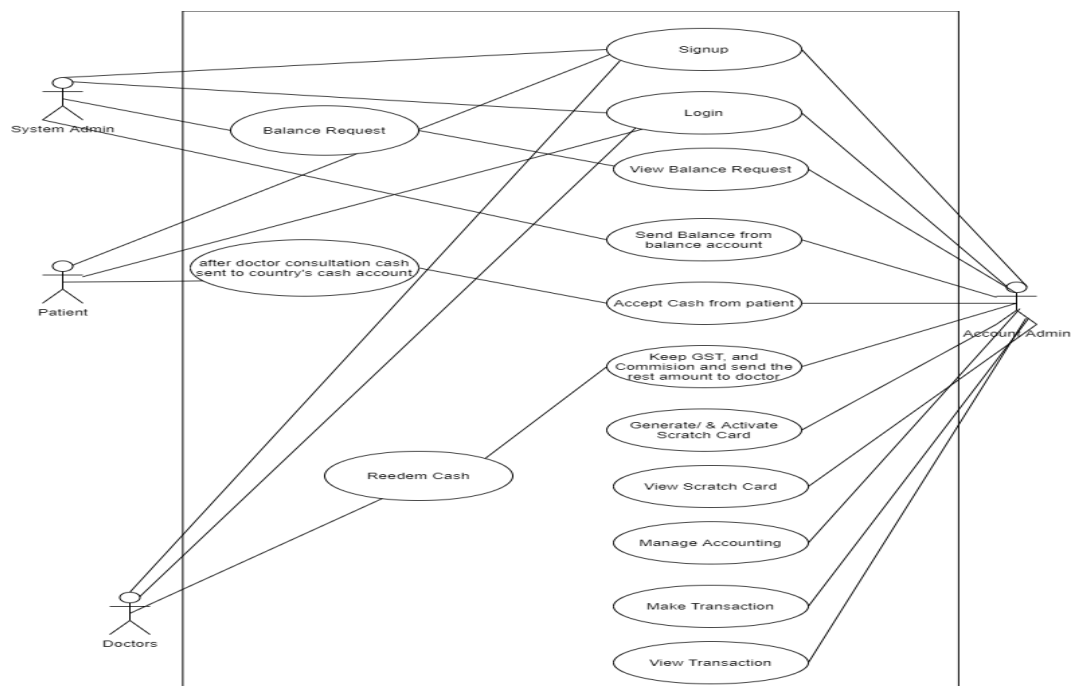 Signup
System Admin
Balance Request
Login
View Balance Request
Send Balance from
balance account
after doctor consultation cash
sent to country's cash account
Patient
Accept Cash from patient
Account Admin
Keep GST, and
Commision and send the
rest amount to doctor
Generate/ & Activate
Scratch Card
Reedem Cash
View Scratch Card
Manage Accounting
Make Transaction
Doctors
View Transaction